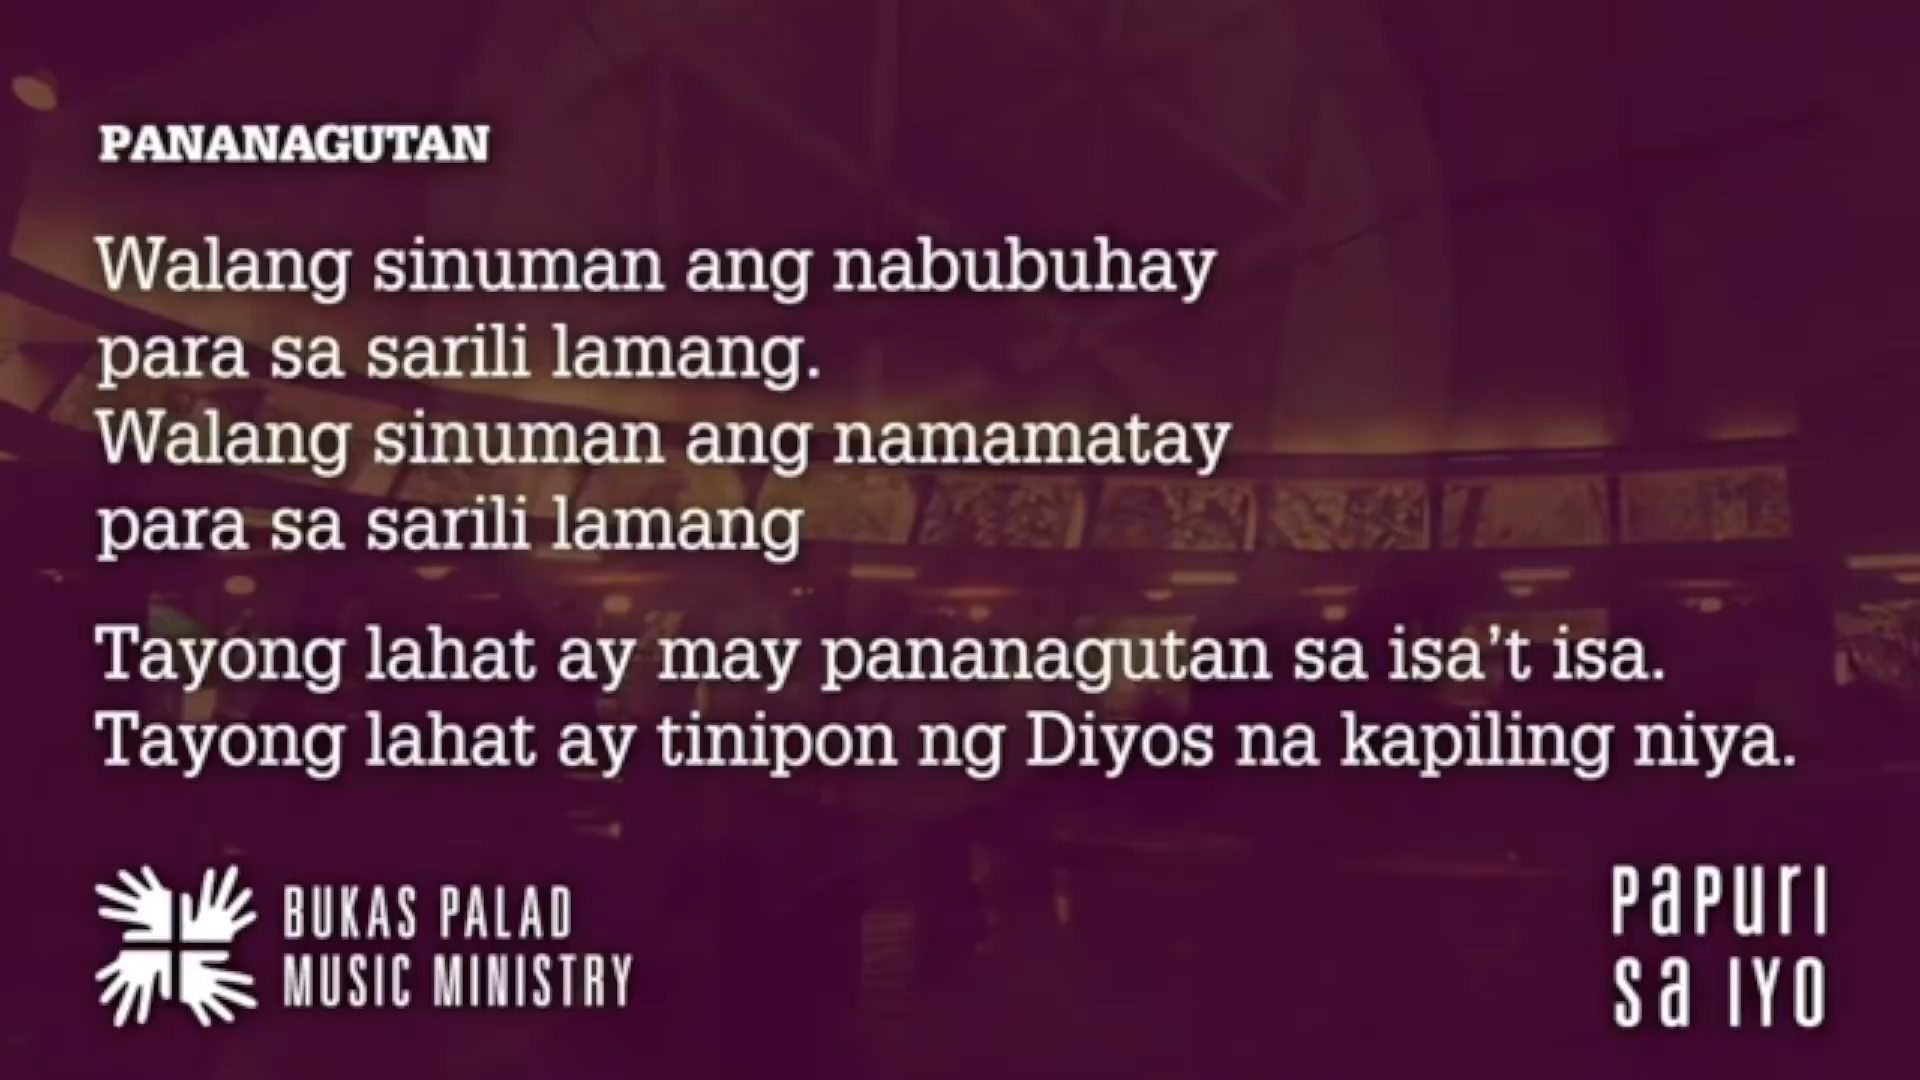 PANANAGUTAN
Walang sinuman ang nabubuhay
para sa sarili lamang.
Walang sinuman ang namamatay
para sa sarili lamang
Tayong lahat ay may pananagutan sa isa’t isa.
Tayong lahat ay tinipon ng Diyos na kapiling niya.
BUKAS PALAD
MUSIC MINISTRY
PaPUrI
Sa IYO